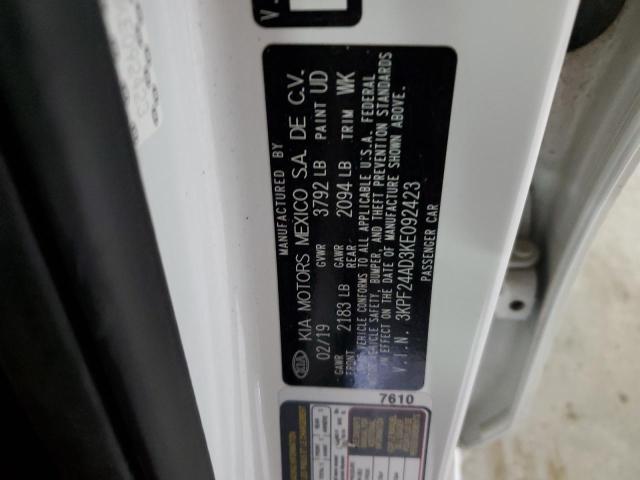 V.
MANUFACTURED BY
KIA KIA MOTORS MEXICO S.A. DE C.V.
02/19 GVWR 3792 LB PAINT UD
GAWR FRONT 2183 LB GAWR REAR 2094 LB TRIM WK
THIS VEHICLE CONFORMS TO ALL APPLICABLE U.S.A. FEDERAL
MOTOR VEHICLE SAFETY, BUMPER, AND THEFT PREVENTION STANDARDS
IN EFFECT ON THE DATE OF MANUFACTURE SHOWN ABOVE.
V.I.N. 3KPF24AD3KE092423
PASSENGER CAR
7610